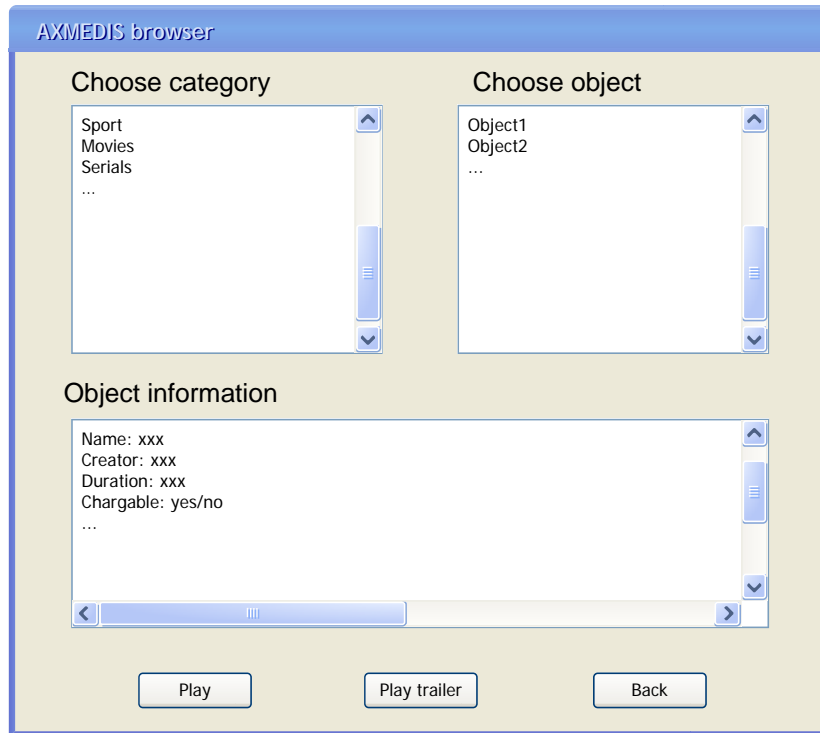 AXMEDIS browser
Choose category
Choose object
Sport
Movies
Serials
...
Object1
Object2
...
Object information
Name: xxx
Creator: xxx
Duration: xxx
Chargable: yes/no
...
Play
Play trailer
Back